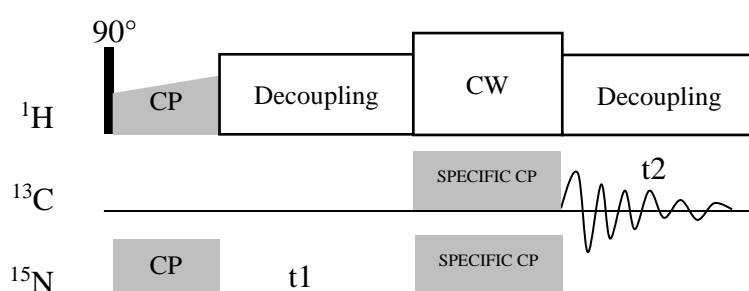 90°
¹H CP Decoupling CW Decoupling
¹³C SPECIFIC CP t2
¹⁵N CP t1 SPECIFIC CP